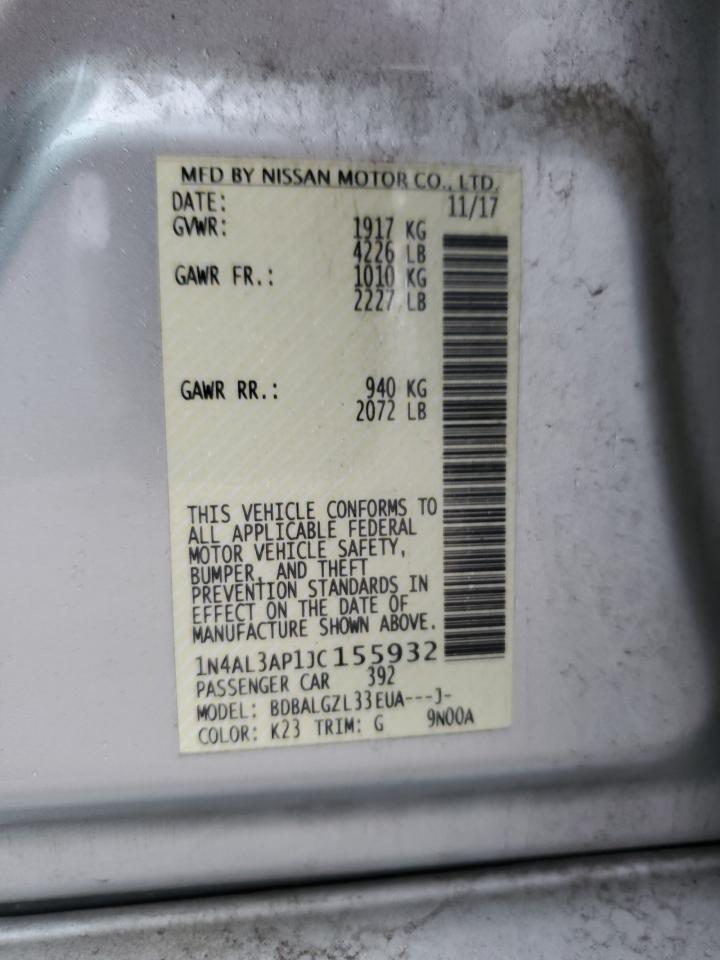 MFD BY NISSAN MOTOR CO., LTD.
DATE: 11/17
GVWR: 1917 KG
4226 LB
GAWR FR.: 1010 KG
2227 LB
GAWR RR.: 940 KG
2072 LB
THIS VEHICLE CONFORMS TO
ALL APPLICABLE FEDERAL
MOTOR VEHICLE SAFETY,
BUMPER, AND THEFT
PREVENTION STANDARDS IN
EFFECT ON THE DATE OF
MANUFACTURE SHOWN ABOVE.
1N4AL3AP1JC155932
PASSENGER CAR 392
MODEL: BDBALGZL33EUA---J-
COLOR: K23 TRIM: G 9N00A